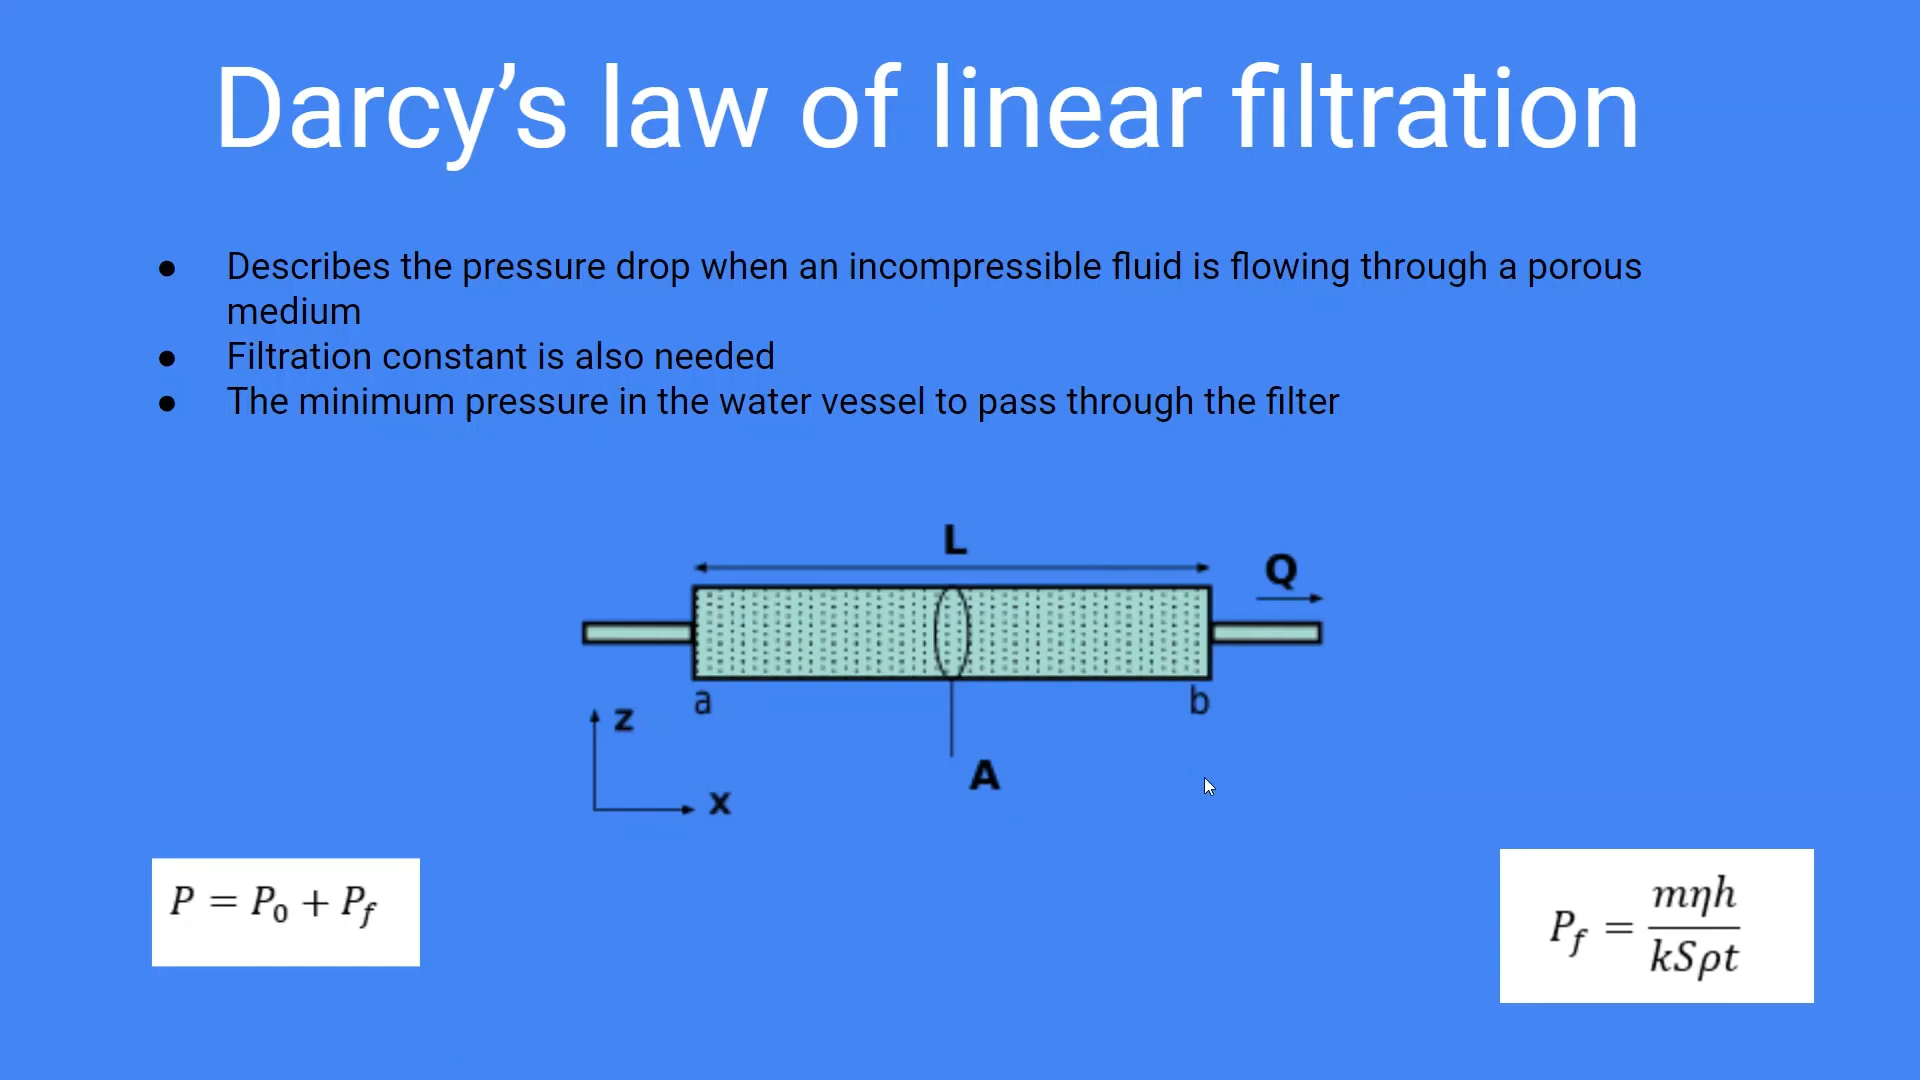 Darcy’s law of linear filtration
● Describes the pressure drop when an incompressible fluid is flowing through a porous
medium
● Filtration constant is also needed
● The minimum pressure in the water vessel to pass through the filter
L
Q
a
b
z
A
x
P = P₀ + P_f
P_f = mηh / kSρt